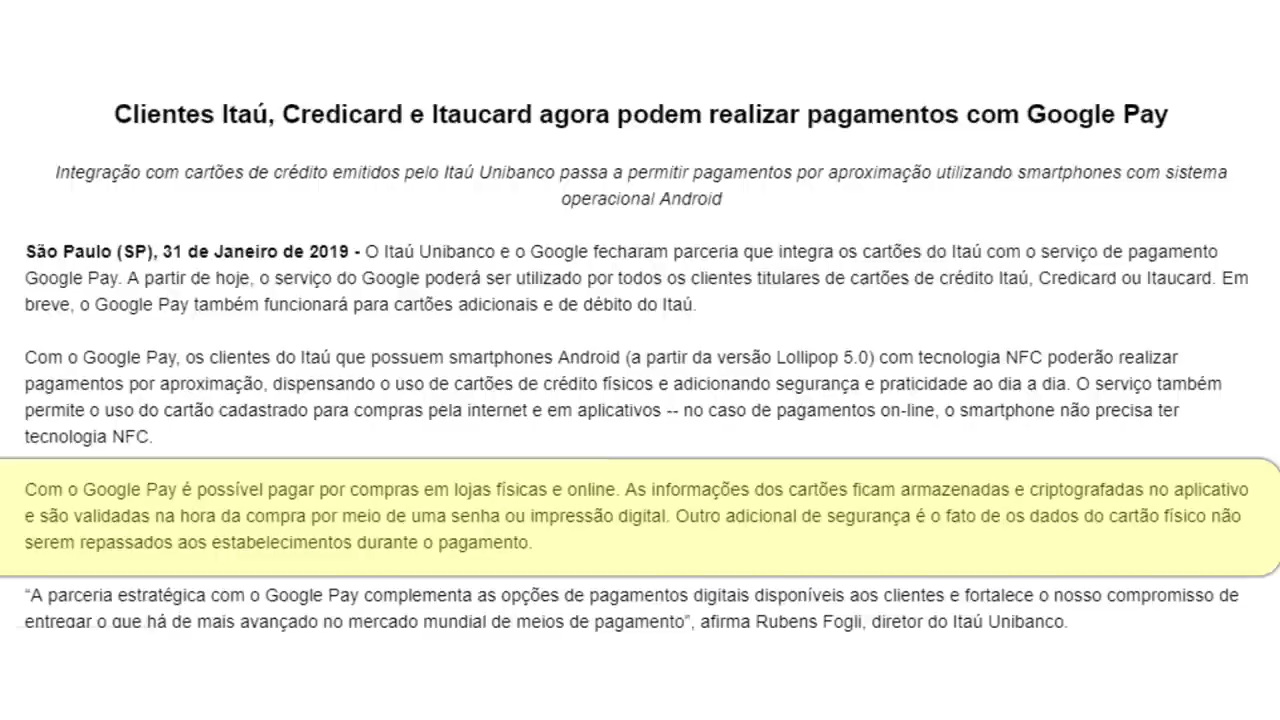 Clientes Itaú, Credicard e Itaucard agora podem realizar pagamentos com Google Pay
Integração com cartões de crédito emitidos pelo Itaú Unibanco passa a permitir pagamentos por aproximação utilizando smartphones com sistema
operacional Android
São Paulo (SP), 31 de Janeiro de 2019 - O Itaú Unibanco e o Google fecharam parceria que integra os cartões do Itaú com o serviço de pagamento
Google Pay. A partir de hoje, o serviço do Google poderá ser utilizado por todos os clientes titulares de cartões de crédito Itaú, Credicard ou Itaucard. Em
breve, o Google Pay também funcionará para cartões adicionais e de débito do Itaú.
Com o Google Pay, os clientes do Itaú que possuem smartphones Android (a partir da versão Lollipop 5.0) com tecnologia NFC poderão realizar
pagamentos por aproximação, dispensando o uso de cartões de crédito físicos e adicionando segurança e praticidade ao dia a dia. O serviço também
permite o uso do cartão cadastrado para compras pela internet e em aplicativos -- no caso de pagamentos on-line, o smartphone não precisa ter
tecnologia NFC.
Com o Google Pay é possível pagar por compras em lojas físicas e online. As informações dos cartões ficam armazenadas e criptografadas no aplicativo
e são validadas na hora da compra por meio de uma senha ou impressão digital. Outro adicional de segurança é o fato de os dados do cartão físico não
serem repassados aos estabelecimentos durante o pagamento.
“A parceria estratégica com o Google Pay complementa as opções de pagamentos digitais disponíveis aos clientes e fortalece o nosso compromisso de
entregar o que há de mais avançado no mercado mundial de meios de pagamento”, afirma Rubens Fogli, diretor do Itaú Unibanco.